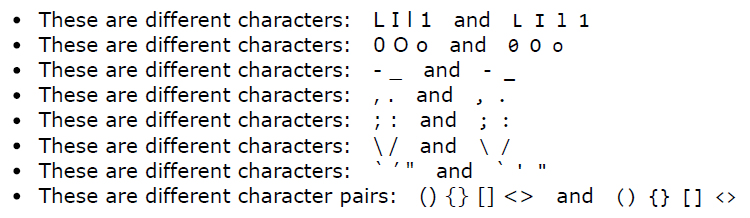 • These are different characters: L I l 1 and L I l 1
• These are different characters: 0 O o and 0 O o
• These are different characters: - _ and - _
• These are different characters: , . and , .
• These are different characters: ; : and ; :
• These are different characters: \ / and \ /
• These are different characters: ` ′ " and ` ' "
• These are different character pairs: () {} [] <> and () {} [] <>